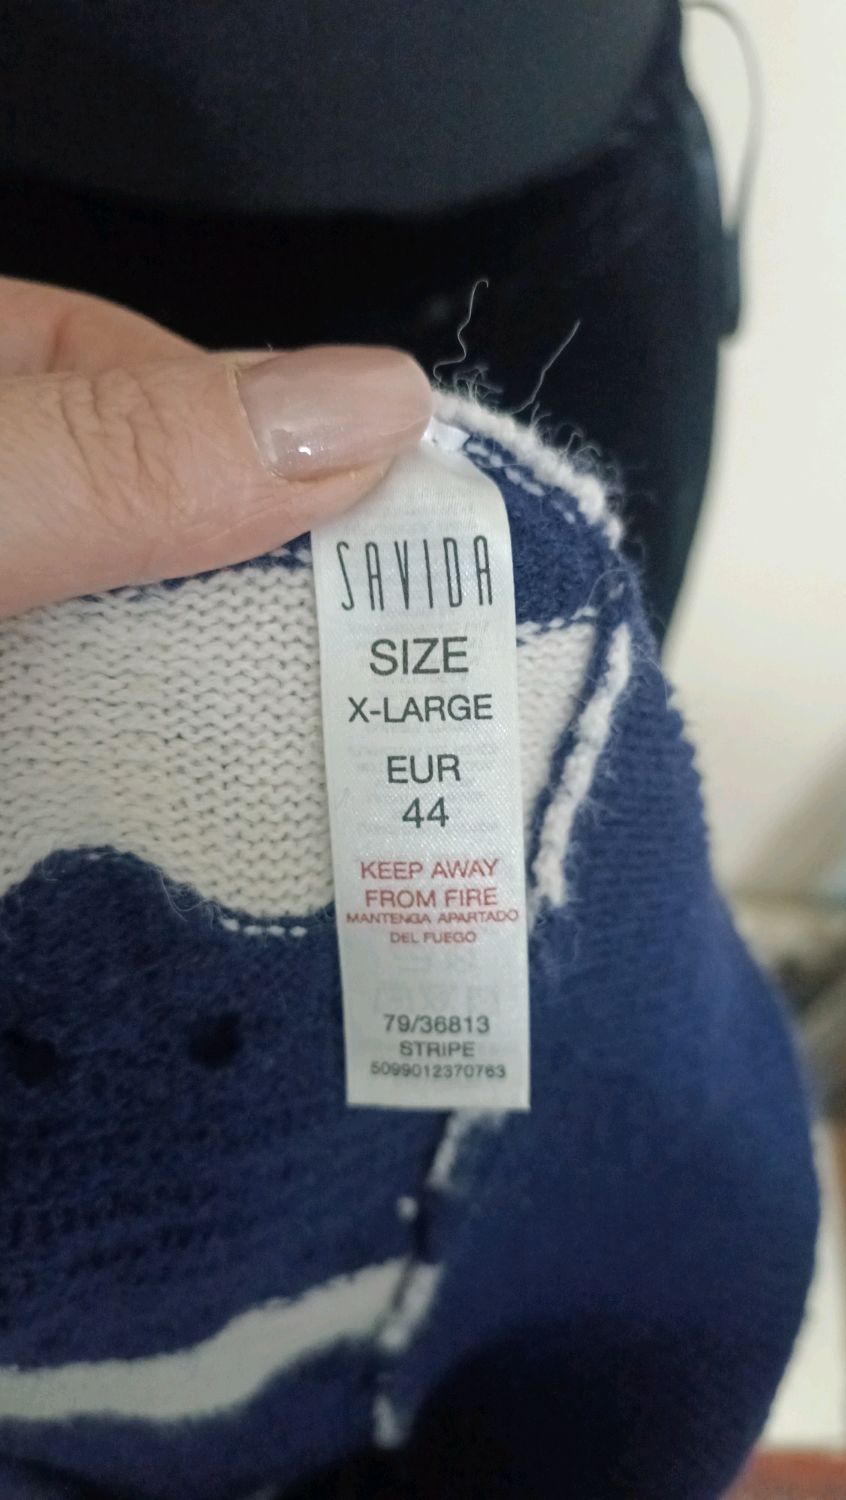 SAVIDA
SIZE
X-LARGE
EUR
44
KEEP AWAY
FROM FIRE
MANTENGA APARTADO
DEL FUEGO
79/36813
STRIPE
5099012370763